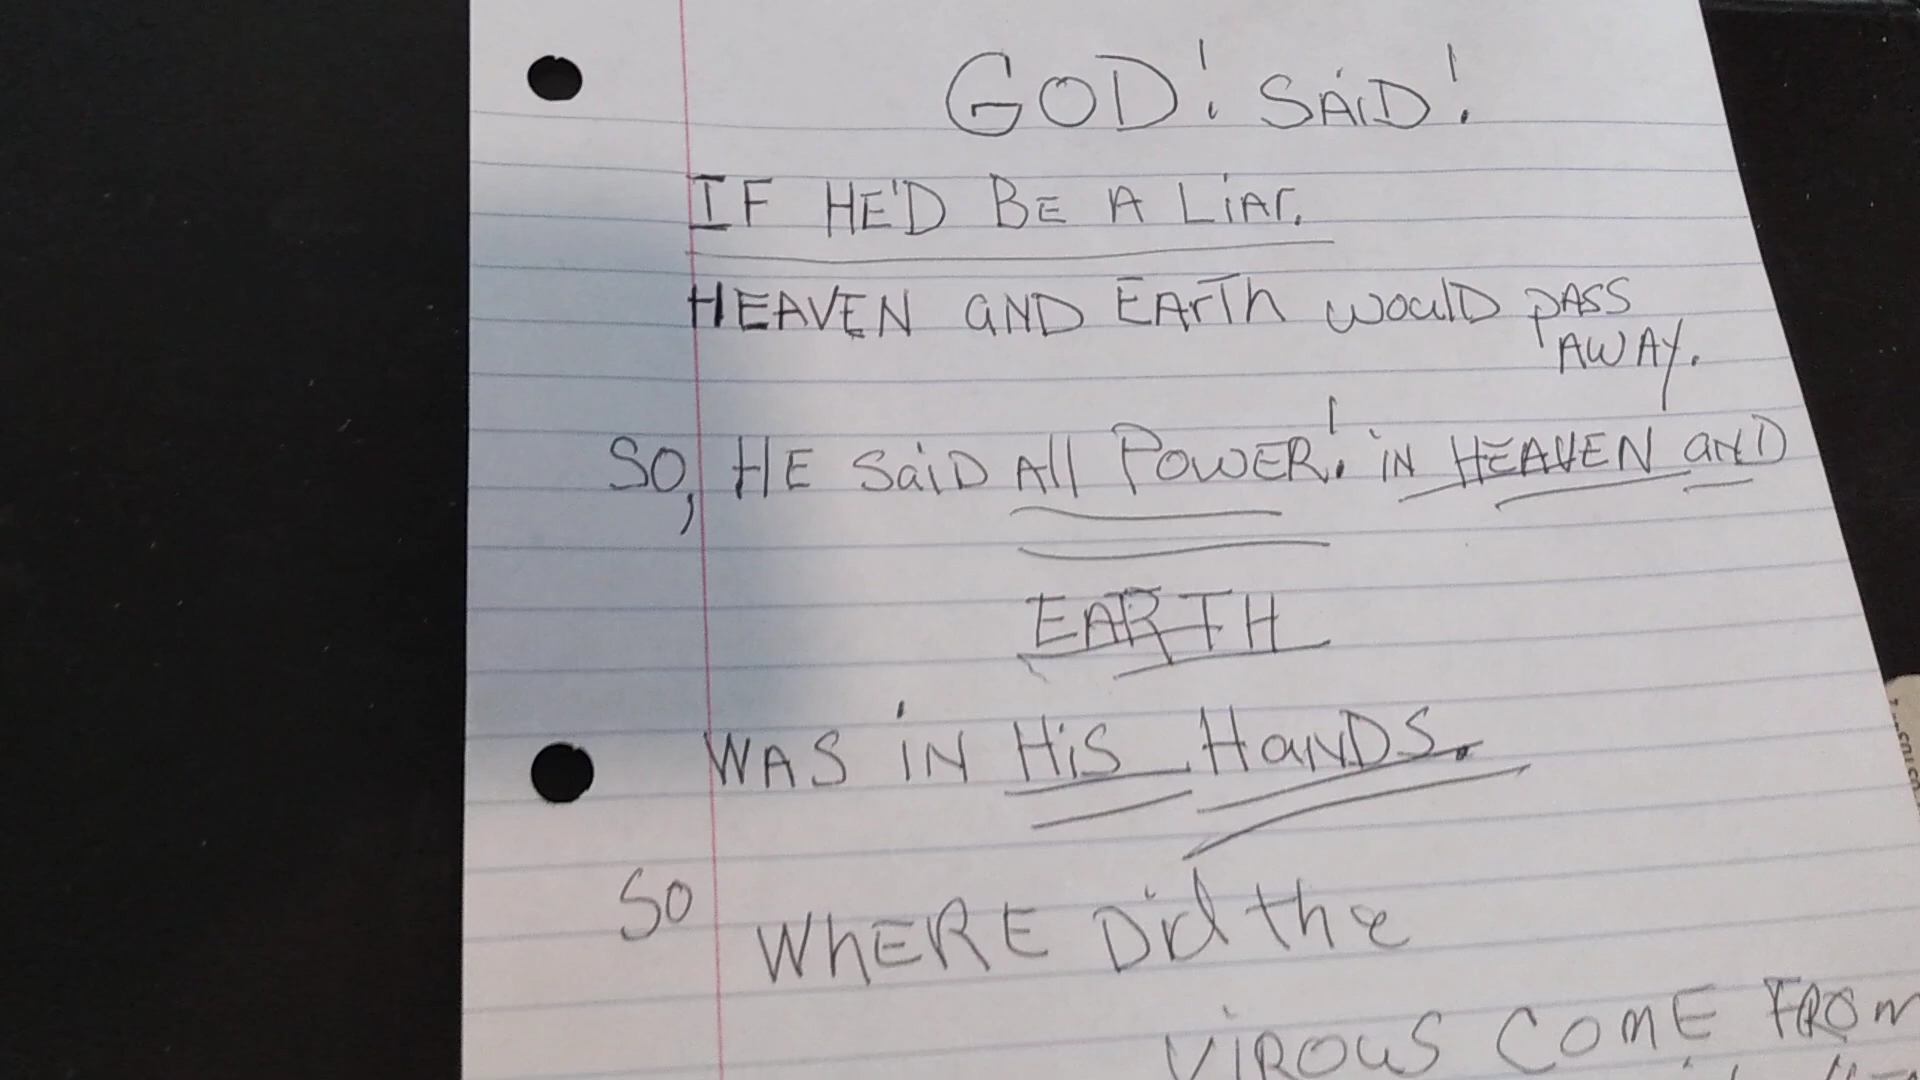 GOD! SAiD!
IF HE'D BE A LiAr.
HEAVEN aND EArTh would pASS
AWAY.
SO, HE SaiD All POWER! iN HEAVEN aND
EARTH
WAS iN HiS HaNDS.
So WhERE Did the
VIROUS COME FROM